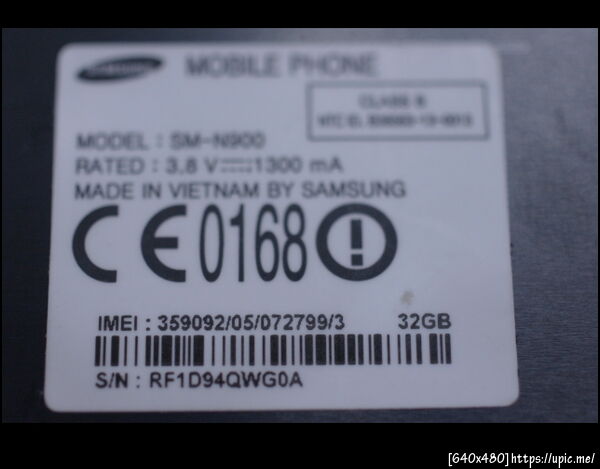 SAMSUNG MOBILE PHONE
CLASS B
MODEL : SM-N900
RATED : 3.8 V 1300 mA
MADE IN VIETNAM BY SAMSUNG
CE0168
IMEI : 359092/05/072799/3 32GB
S/N : RF1D94QWG0A
[640x480]https://upic.me/